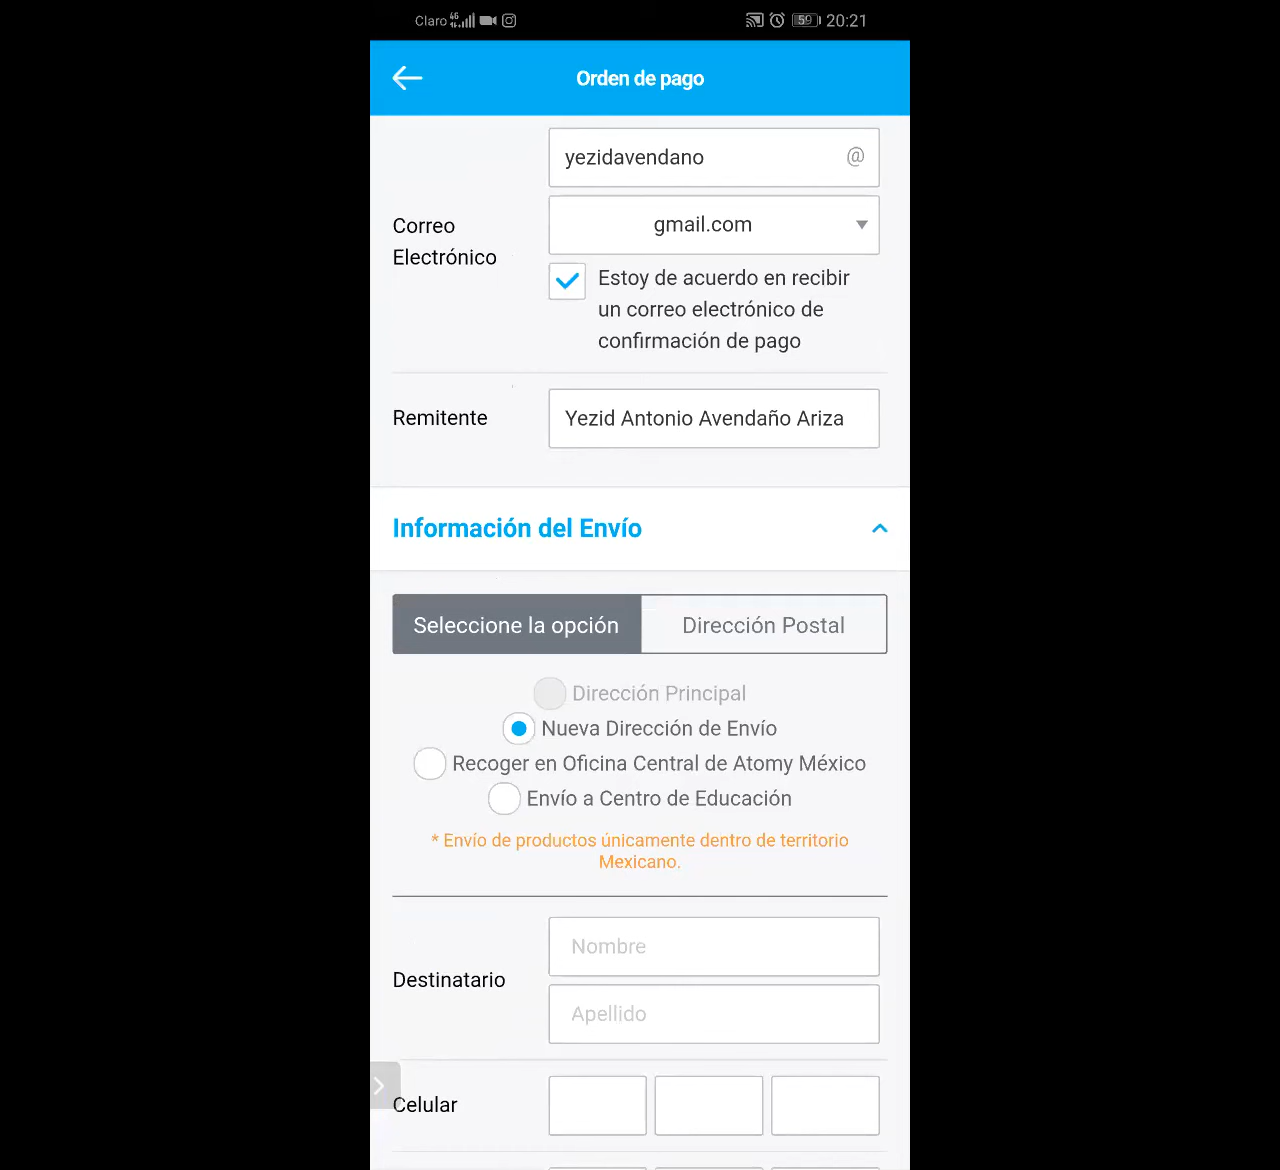 Claro 4G 59 20:21
Orden de pago
yezidavendano @
Correo
Electrónico
gmail.com
Estoy de acuerdo en recibir
un correo electrónico de
confirmación de pago
Remitente Yezid Antonio Avendaño Ariza
Información del Envío
Seleccione la opción Dirección Postal
Dirección Principal
Nueva Dirección de Envío
Recoger en Oficina Central de Atomy México
Envío a Centro de Educación
* Envío de productos únicamente dentro de territorio
Mexicano.
Destinatario
Nombre
Apellido
Celular